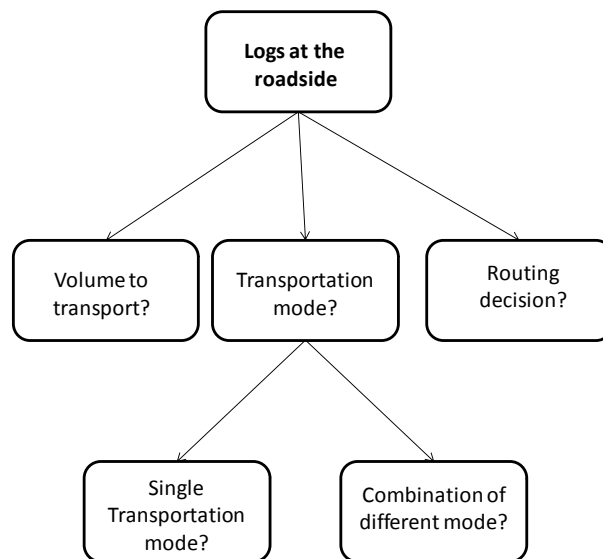 Logs at the
roadside
Volume to
transport?
Transportation
mode?
Routing
decision?
Single
Transportation
mode?
Combination of
different mode?